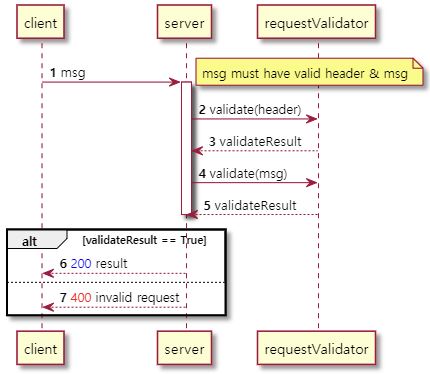 client server requestValidator
1 msg
msg must have valid header & msg
2 validate(header)
3 validateResult
4 validate(msg)
5 validateResult
alt [validateResult == True]
6 200 result
7 400 invalid request
client server requestValidator